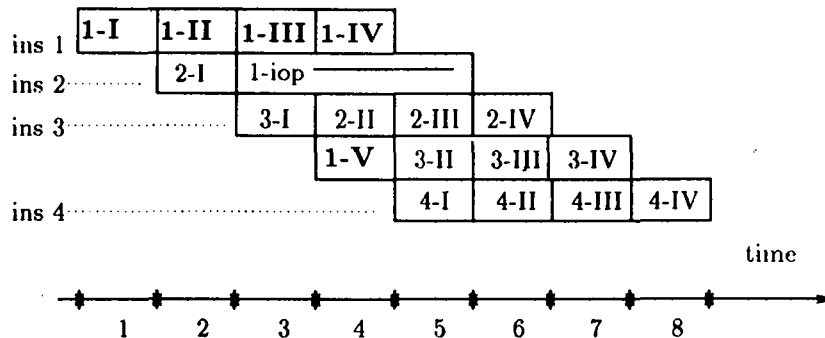 ins 1 1-I 1-II 1-III 1-IV
ins 2 2-I 1-iop
ins 3 3-I 2-II 2-III 2-IV
1-V 3-II 3-III 3-IV
ins 4 4-I 4-II 4-III 4-IV
time
1 2 3 4 5 6 7 8